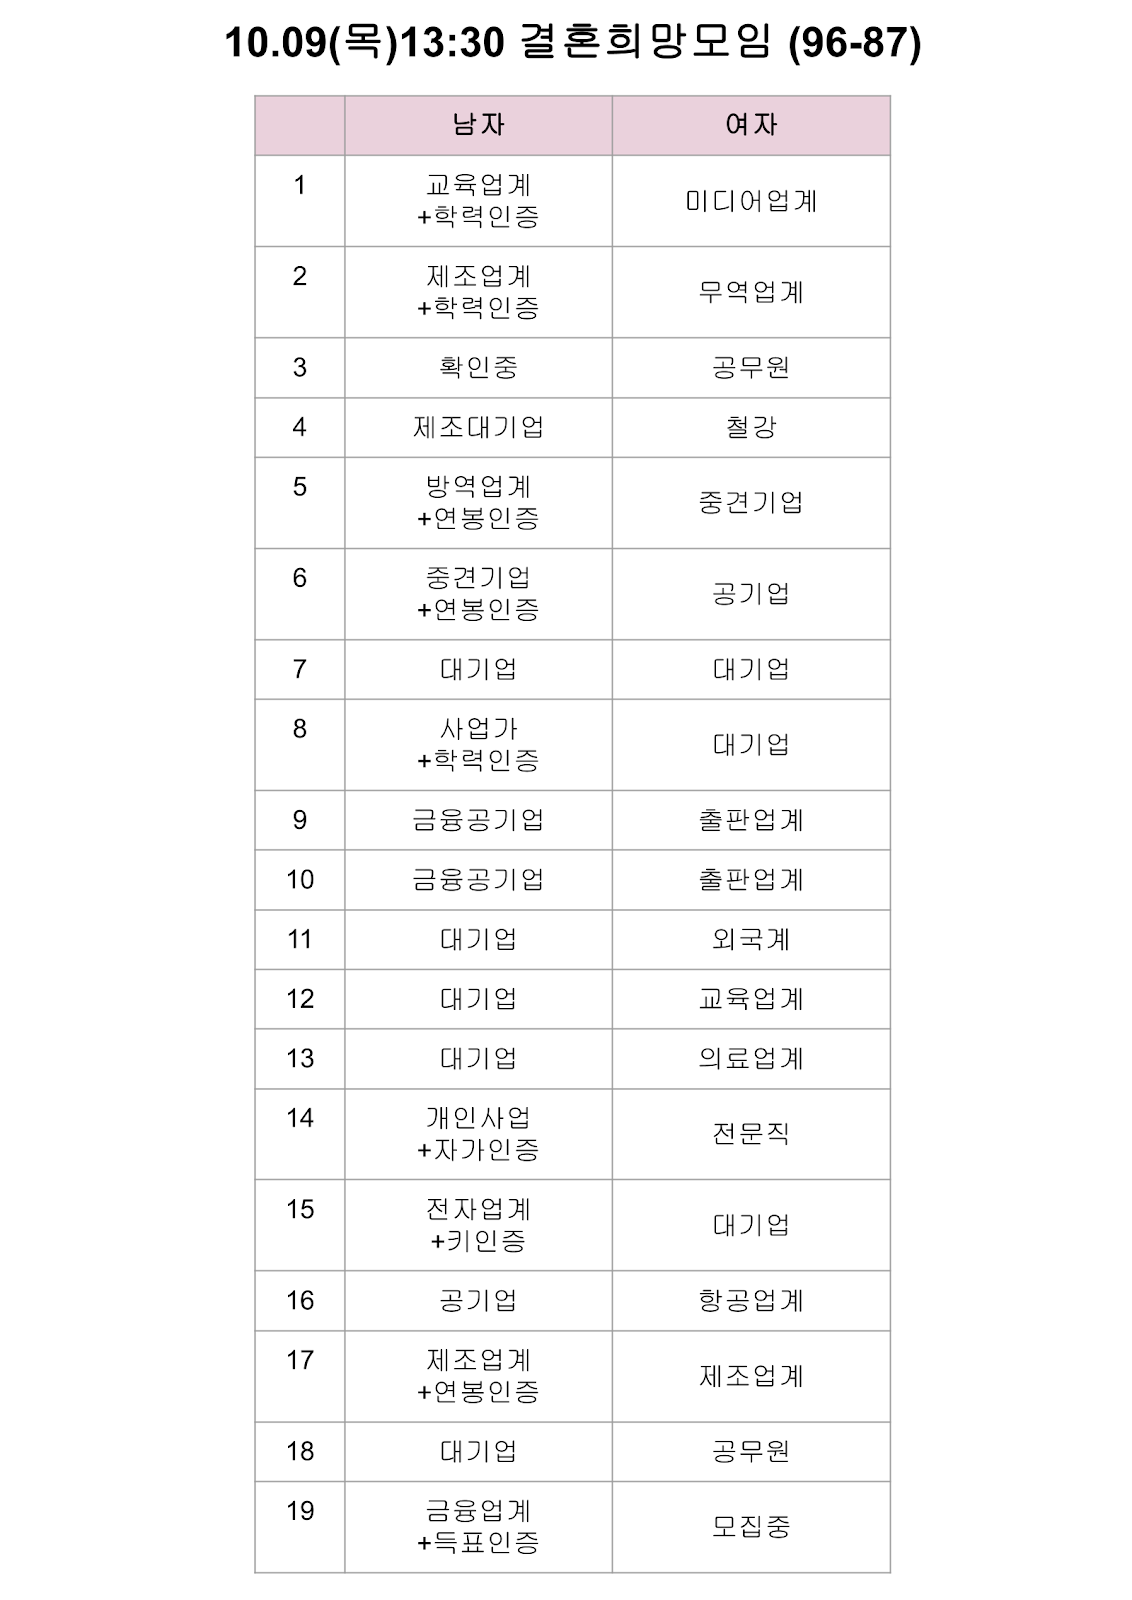 10.09(목)13:30 결혼희망모임 (96-87)
남자 여자
1 교육업계 미디어업계
+학력인증
2 제조업계 무역업계
+학력인증
3 확인중 공무원
4 제조대기업 철강
5 방역업계 중견기업
+연봉인증
6 중견기업 공기업
+연봉인증
7 대기업 대기업
8 사업가 대기업
+학력인증
9 금융공기업 출판업계
10 금융공기업 출판업계
11 대기업 외국계
12 대기업 교육업계
13 대기업 의료업계
14 개인사업 전문직
+자가인증
15 전자업계 대기업
+키인증
16 공기업 항공업계
17 제조업계 제조업계
+연봉인증
18 대기업 공무원
19 금융업계 모집중
+득표인증